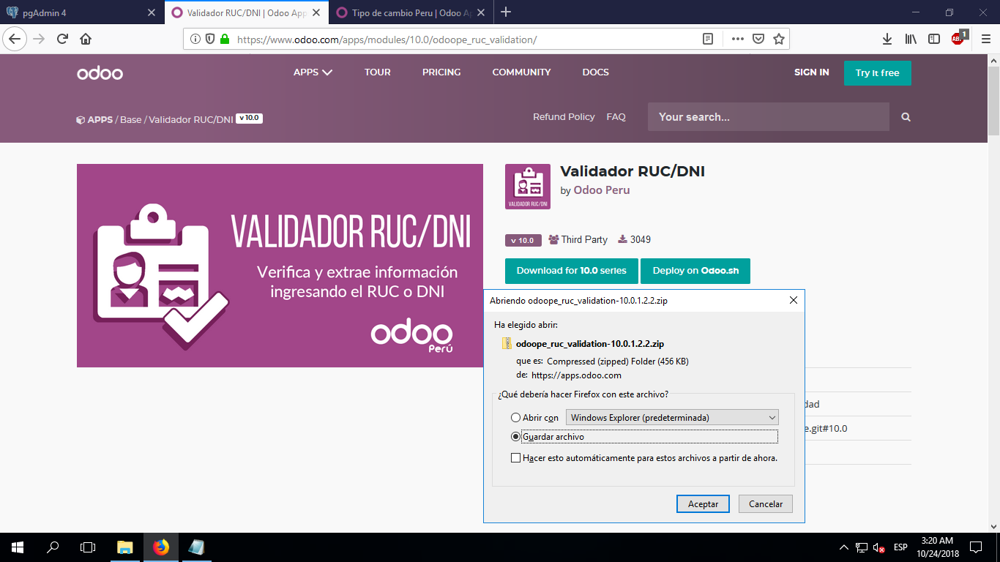 pgAdmin 4
Validador RUC/DNI | Odoo App
Tipo de cambio Peru | Odoo A
https://www.odoo.com/apps/modules/10.0/odoope_ruc_validation/
ABP
1
odoo
APPS
TOUR
PRICING
COMMUNITY
DOCS
SIGN IN
Try It free
APPS / Base / Validador RUC/DNI v 10.0
Refund Policy
FAQ
Your search...
VALIDADOR RUC/DNI
Verifica y extrae información
ingresando el RUC o DNI
odoo
Perú
VALIDADOR RUC/DNI
Validador RUC/DNI
by Odoo Peru
v 10.0
Third Party
3049
Download for 10.0 series
Deploy on Odoo.sh
Abriendo odoope_ruc_validation-10.0.1.2.2.zip
Ha elegido abrir:
odoope_ruc_validation-10.0.1.2.2.zip
que es: Compressed (zipped) Folder (456 KB)
de: https://apps.odoo.com
¿Qué debería hacer Firefox con este archivo?
Abrir con
Windows Explorer (predeterminada)
Guardar archivo
Hacer esto automáticamente para estos archivos a partir de ahora.
Aceptar
Cancelar
dad
e.git#10.0
ESP
3:20 AM
10/24/2018